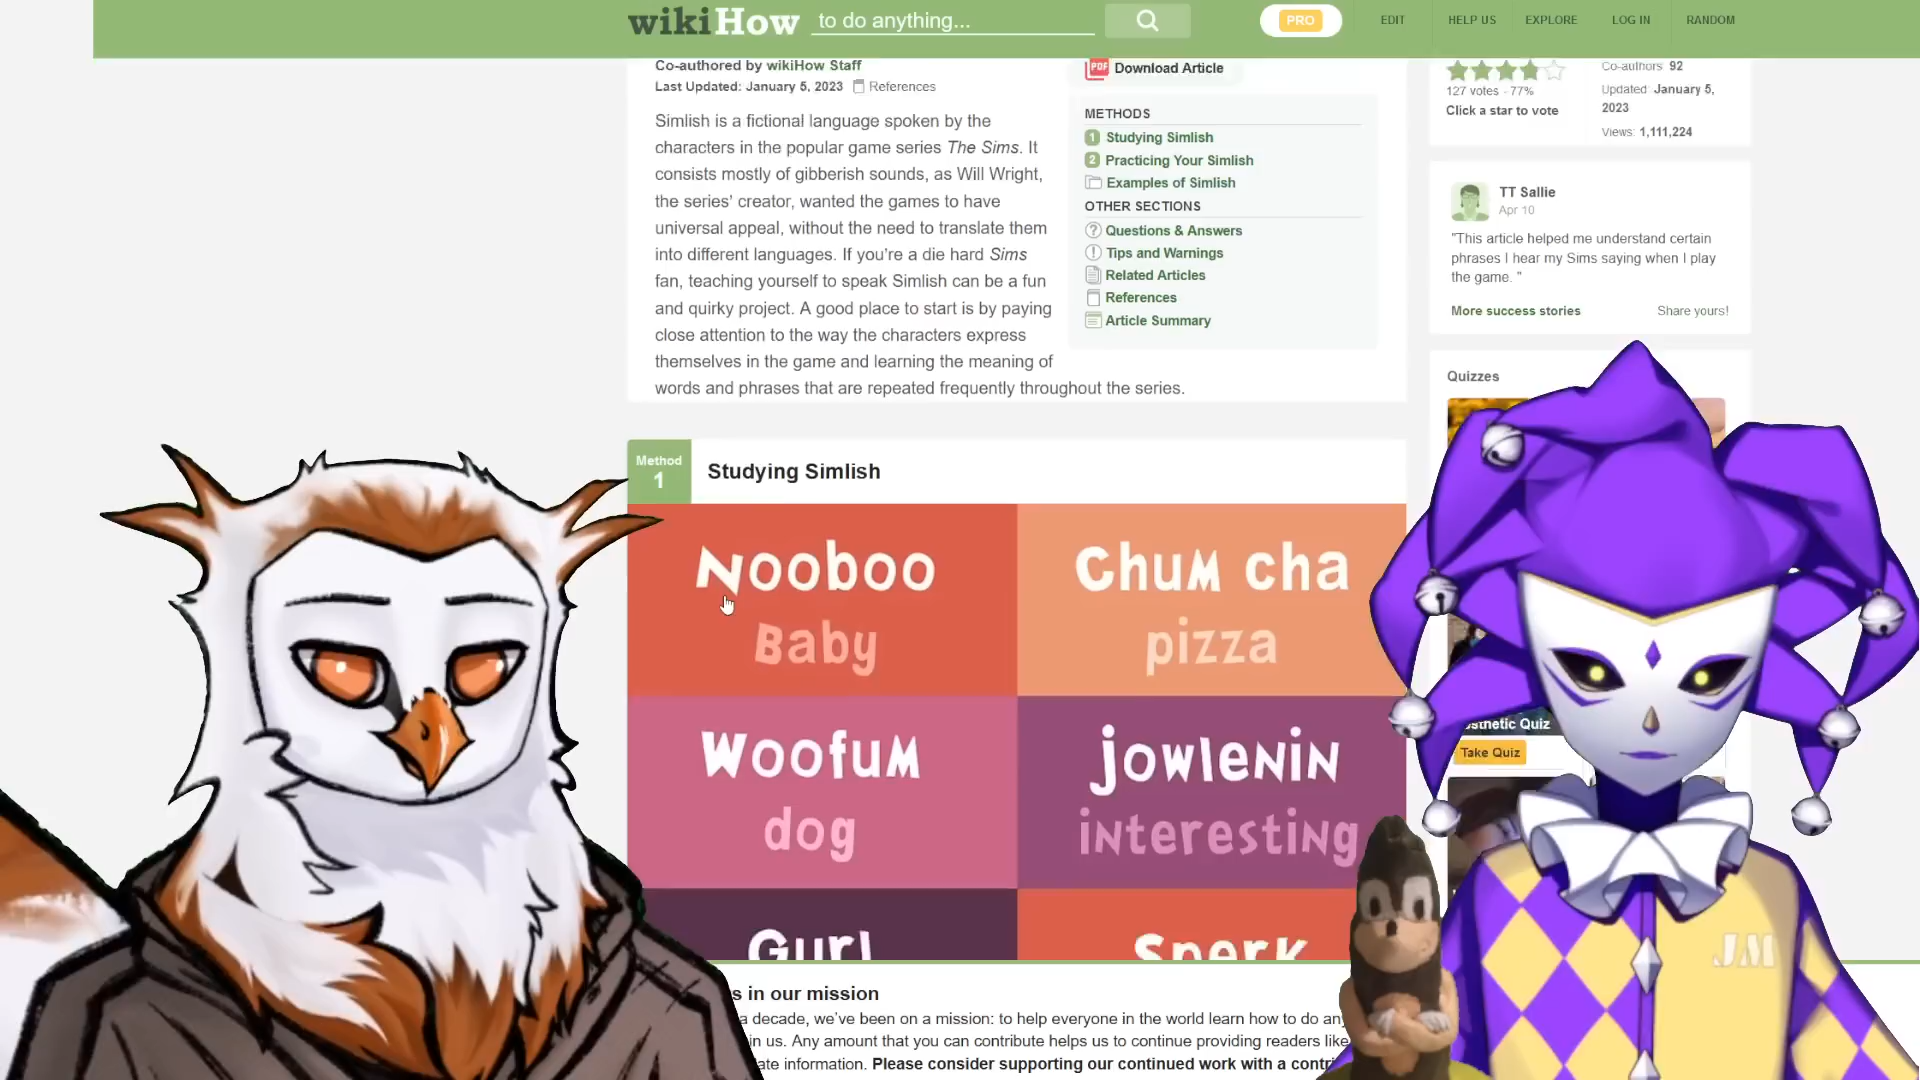 wikiHow to do anything...
PRO
EDIT
HELP US
EXPLORE
LOG IN
RANDOM
Co-authored by wikiHow Staff
Last Updated: January 5, 2023 References
Simlish is a fictional language spoken by the
characters in the popular game series The Sims. It
consists mostly of gibberish sounds, as Will Wright,
the series' creator, wanted the games to have
universal appeal, without the need to translate them
into different languages. If you're a die hard Sims
fan, teaching yourself to speak Simlish can be a fun
and quirky project. A good place to start is by paying
close attention to the way the characters express
themselves in the game and learning the meaning of
words and phrases that are repeated frequently throughout the series.
PDF Download Article
METHODS
1 Studying Simlish
2 Practicing Your Simlish
Examples of Simlish
OTHER SECTIONS
Questions & Answers
Tips and Warnings
Related Articles
References
Article Summary
127 votes - 77%
Click a star to vote
Co-authors: 92
Updated: January 5,
2023
Views: 1,111,224
TT Sallie
Apr 10
"This article helped me understand certain
phrases I hear my Sims saying when I play
the game. "
More success stories
Share yours!
Quizzes
Quiz
Take Quiz
Method
1
Studying Simlish
Nooboo
Baby
Chum cha
pizza
Woofum
dog
jowlenin
interesting
Gurl
Sperk
s in our mission
a decade, we've been on a mission: to help everyone in the world learn how to do any
in us. Any amount that you can contribute helps us to continue providing readers like
information. Please consider supporting our continued work with a contri
JM